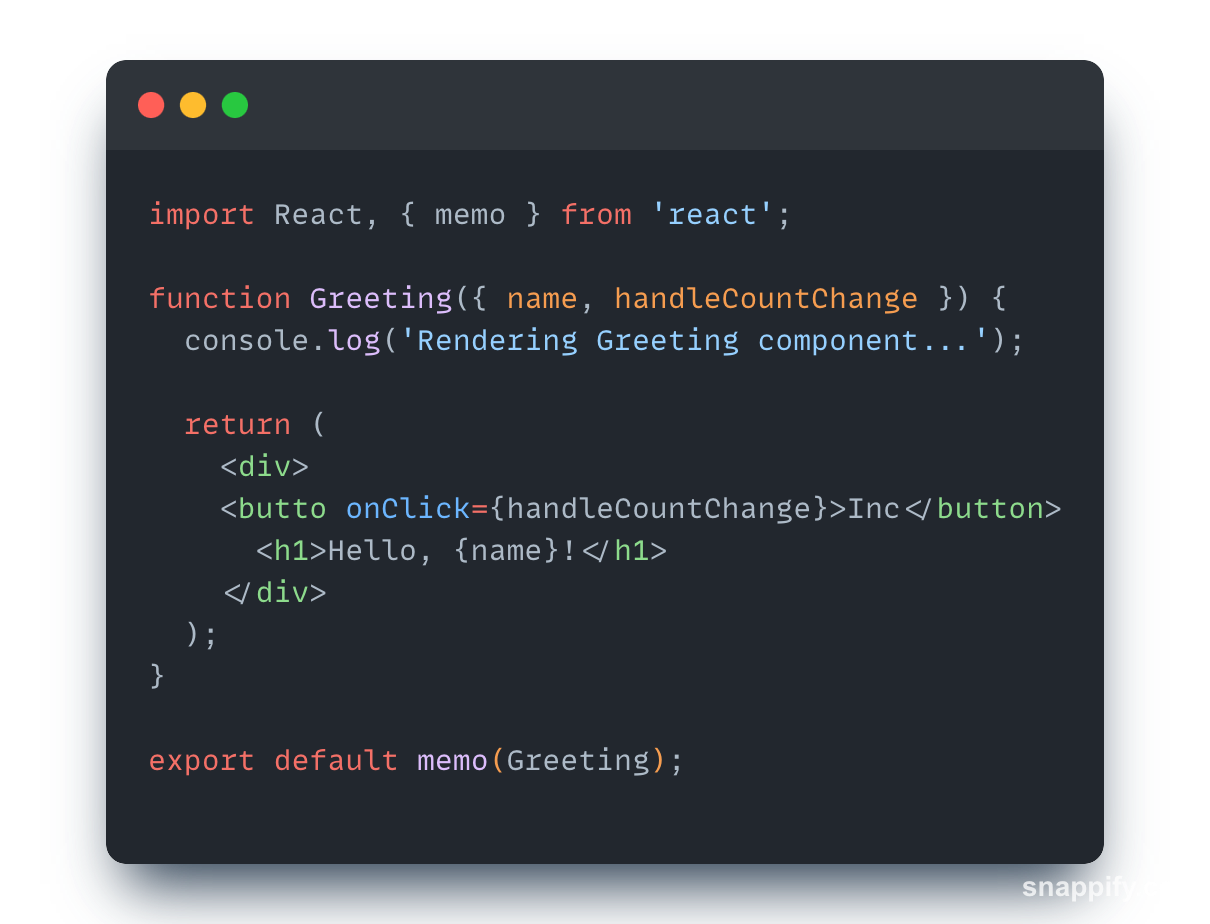 import React, { memo } from 'react';
function Greeting({ name, handleCountChange }) {
console.log('Rendering Greeting component...');
return (
<div>
<butto onClick={handleCountChange}>Inc</button>
<h1>Hello, {name}!</h1>
</div>
);
}
export default memo(Greeting);
snappify